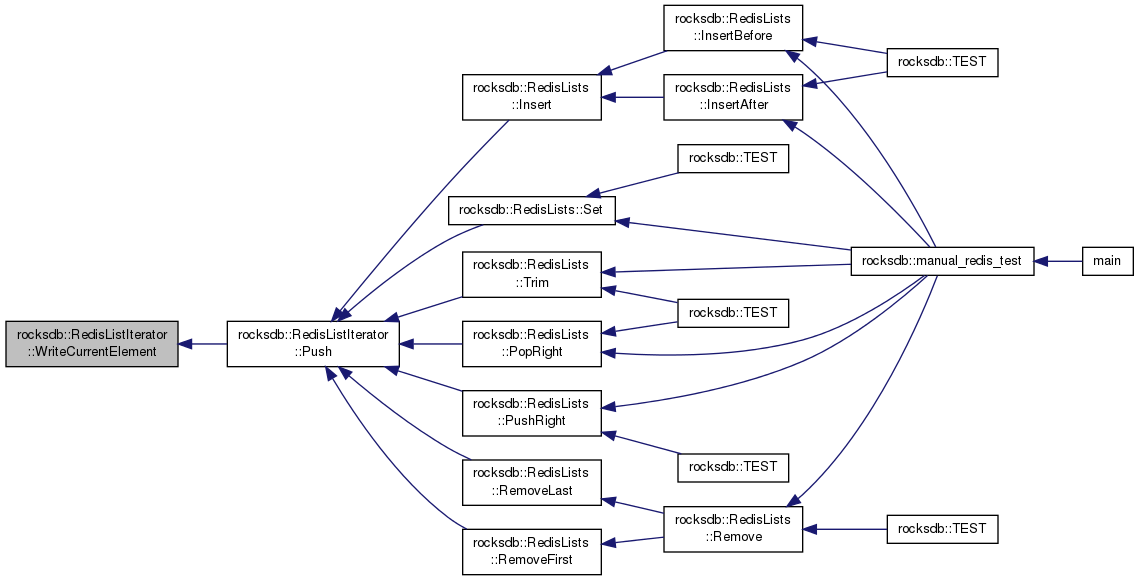 rocksdb::RedisListIterator
::WriteCurrentElement
rocksdb::RedisListIterator
::Push
rocksdb::RedisLists
::Insert
rocksdb::RedisLists
::InsertBefore
rocksdb::RedisLists
::InsertAfter
rocksdb::TEST
rocksdb::TEST
rocksdb::RedisLists::Set
rocksdb::RedisLists
::Trim
rocksdb::manual_redis_test
main
rocksdb::TEST
rocksdb::RedisLists
::PopRight
rocksdb::RedisLists
::PushRight
rocksdb::TEST
rocksdb::RedisLists
::RemoveLast
rocksdb::RedisLists
::Remove
rocksdb::TEST
rocksdb::RedisLists
::RemoveFirst